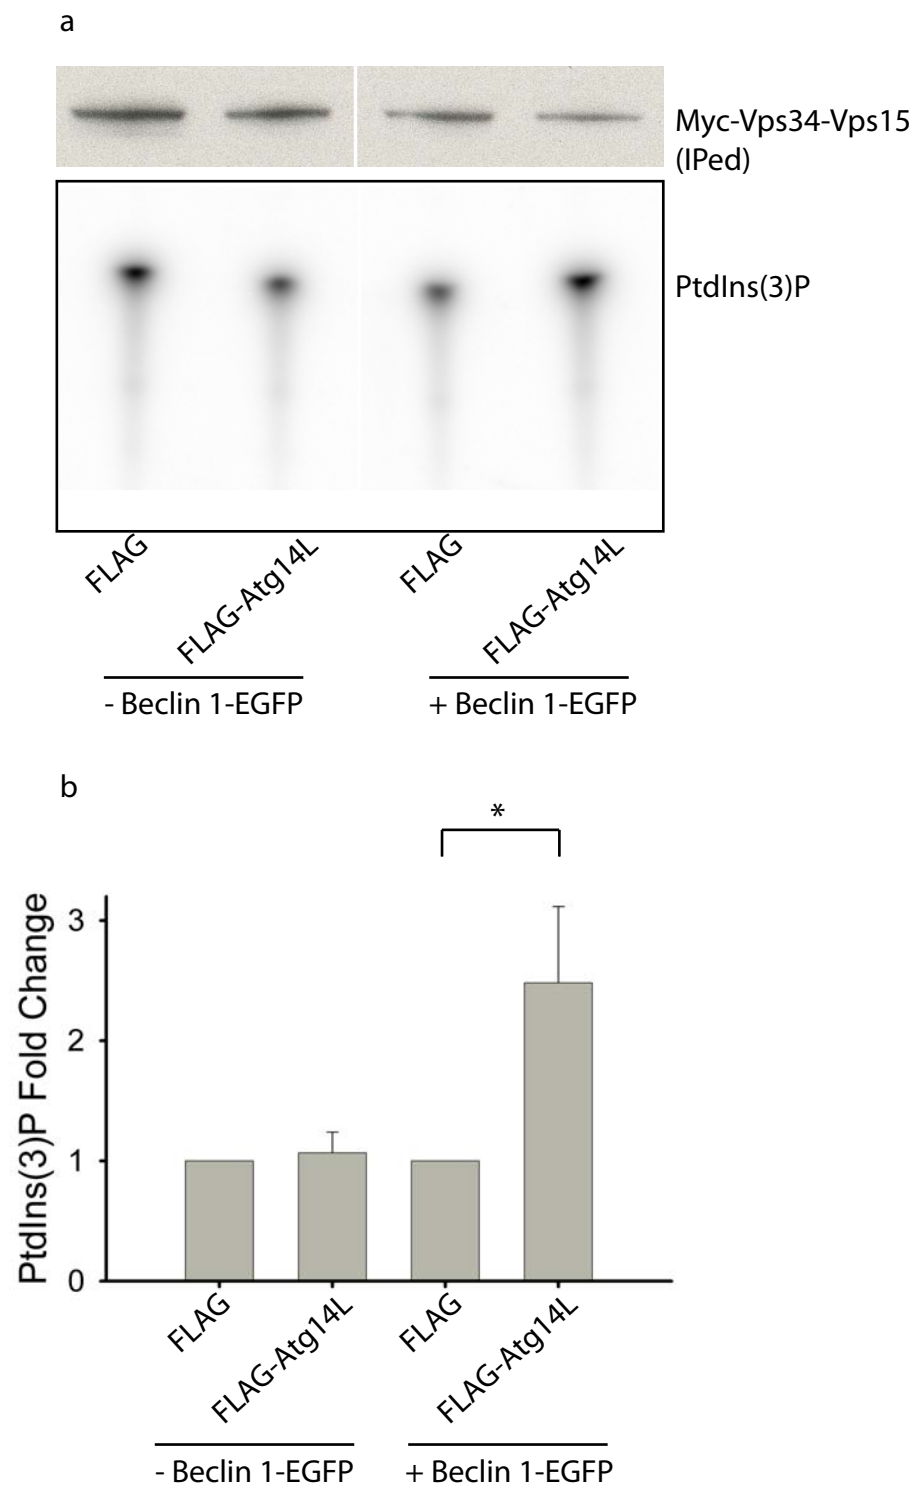 a
Myc-Vps34-Vps15
(IPed)
PtdIns(3)P
FLAG
FLAG-Atg14L
FLAG
FLAG-Atg14L
- Beclin 1-EGFP
+ Beclin 1-EGFP
b
*
PtdIns(3)P Fold Change
3
2
1
0
FLAG
FLAG-Atg14L
FLAG
FLAG-Atg14L
- Beclin 1-EGFP
+ Beclin 1-EGFP